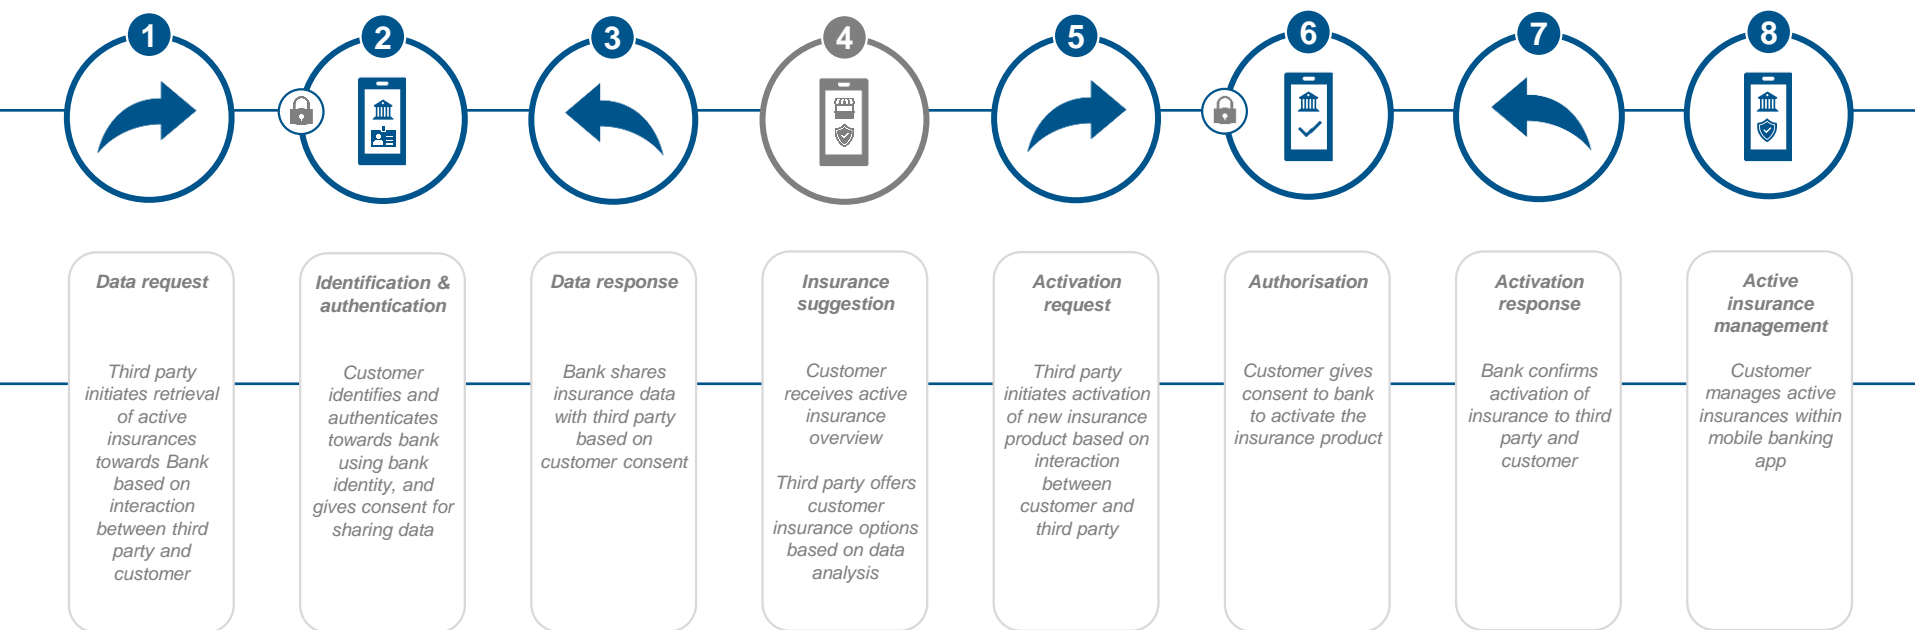 1
2
3
4
5
6
7
8
Data request
Third party
initiates retrieval
of active
insurances
towards Bank
based on
interaction
between third
party and
customer
Identification &
authentication
Customer
identifies and
authenticates
towards bank
using bank
identity, and
gives consent for
sharing data
Data response
Bank shares
insurance data
with third party
based on
customer consent
Insurance
suggestion
Customer
receives active
insurance
overview
Third party offers
customer
insurance options
based on data
analysis
Activation
request
Third party
initiates activation
of new insurance
product based on
interaction
between
customer and
third party
Authorisation
Customer gives
consent to bank
to activate the
insurance product
Activation
response
Bank confirms
activation of
insurance to third
party and
customer
Active
insurance
management
Customer
manages active
insurances within
mobile banking
app